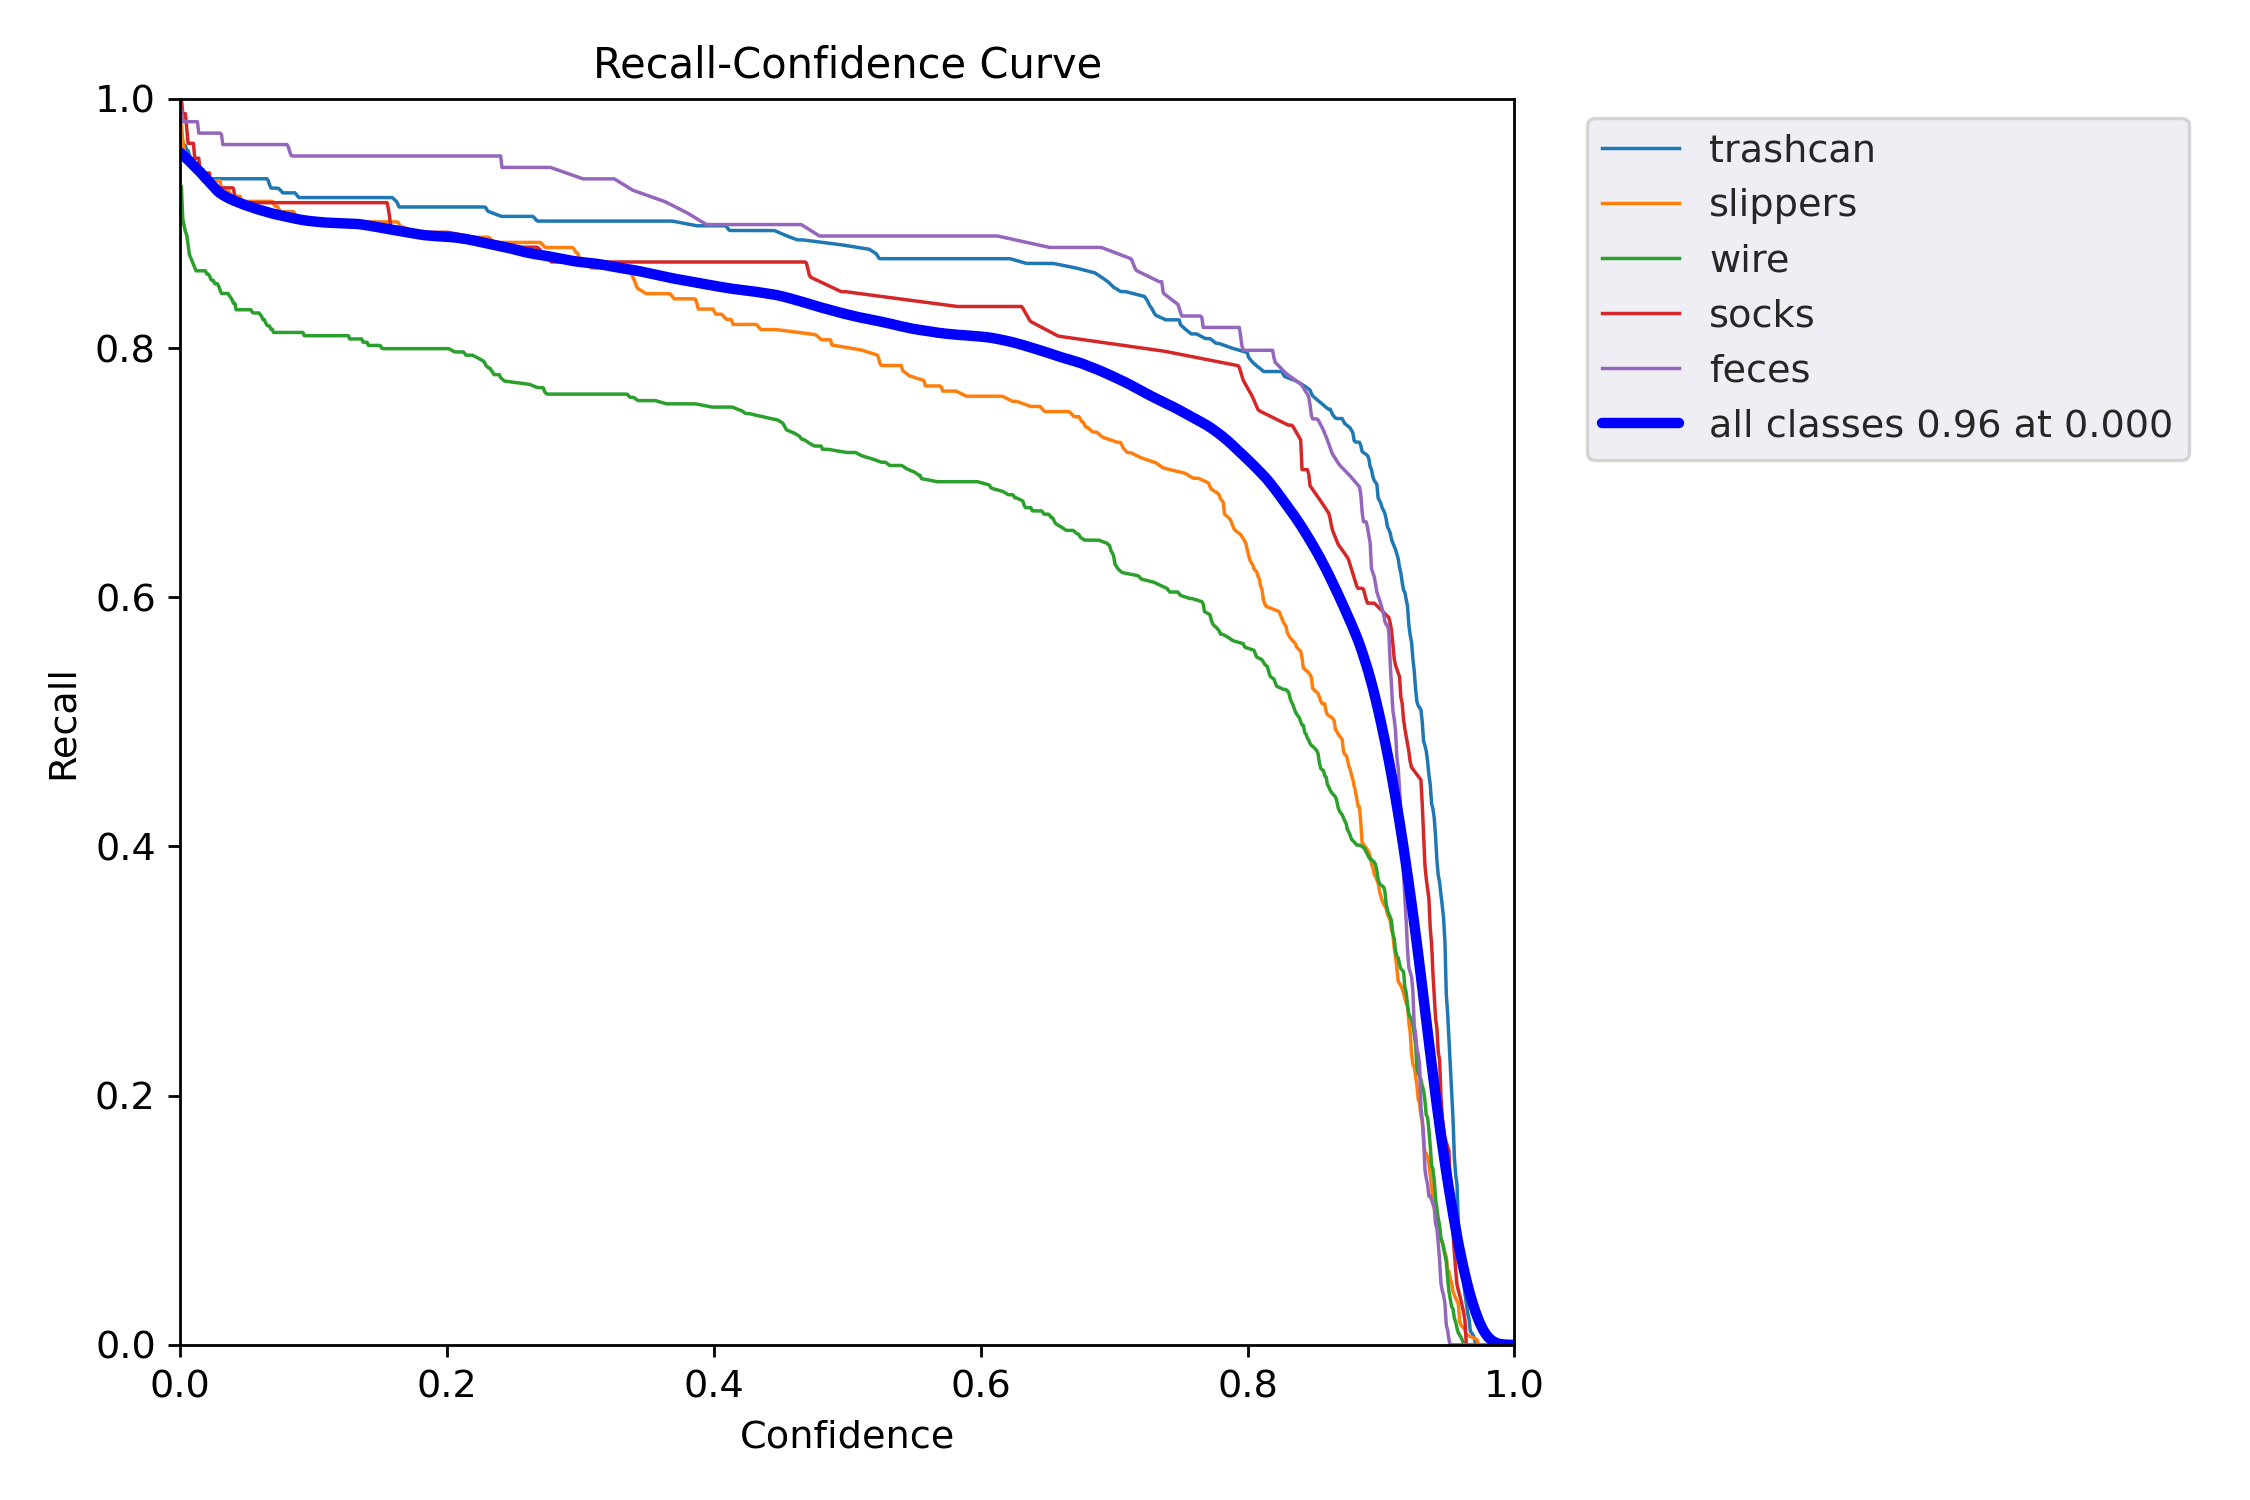 Recall-Confidence Curve
1.0
0.8
0.6
0.4
0.2
0.0
Recall
0.0 0.2 0.4 0.6 0.8 1.0
Confidence
trashcan
slippers
wire
socks
feces
all classes 0.96 at 0.000